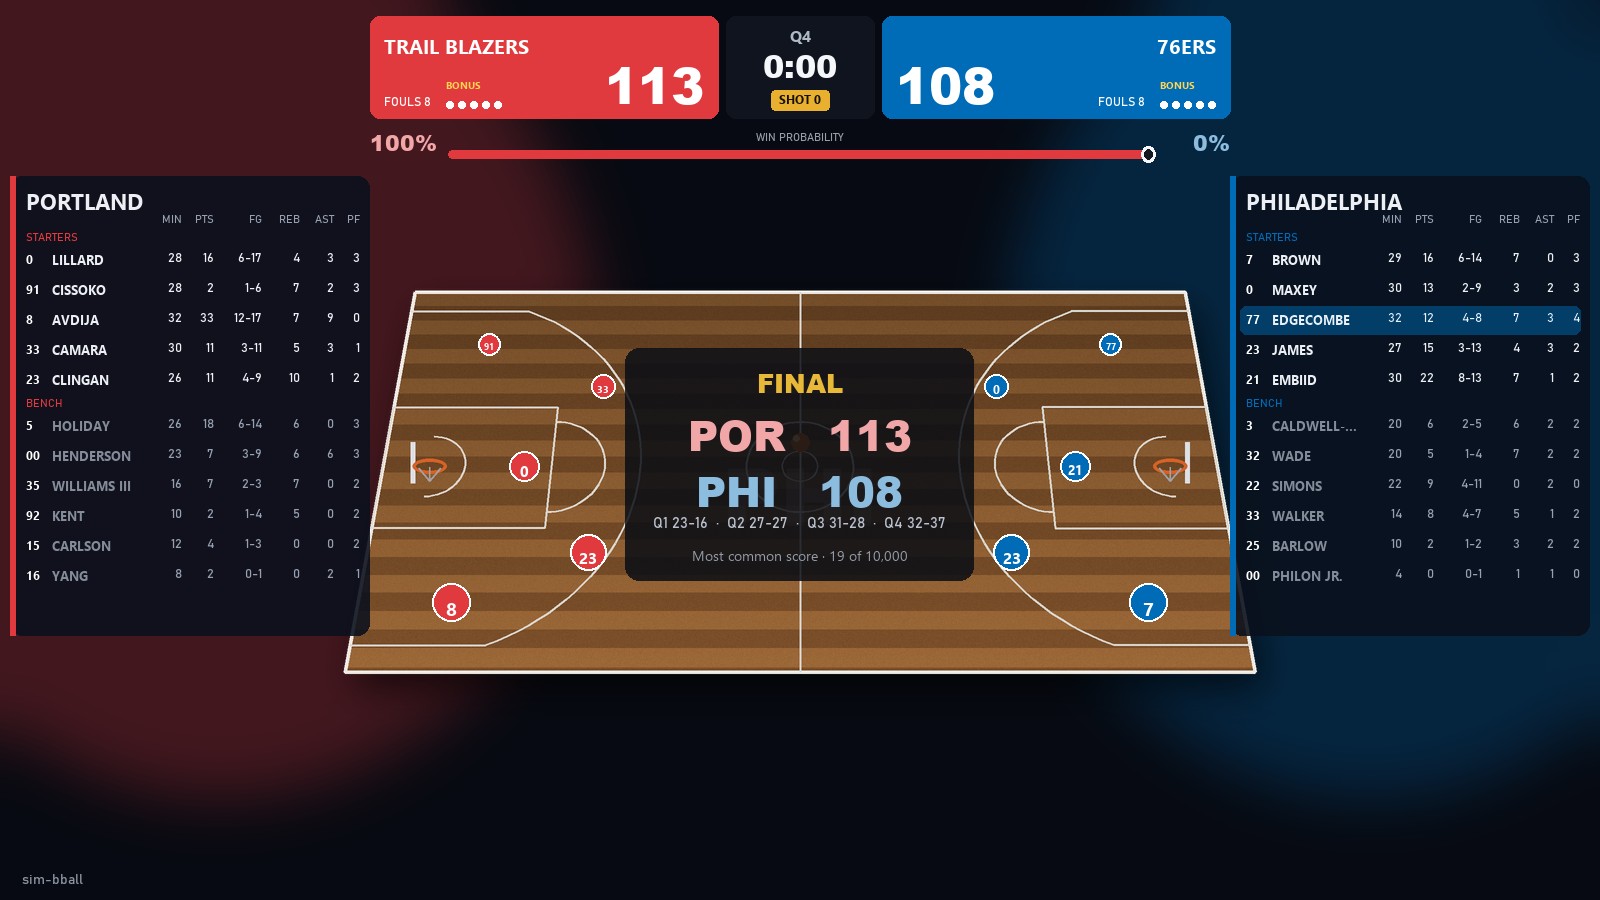 TRAIL BLAZERS
FOULS 8
BONUS
113
Q4
0:00
SHOT 0
76ERS
108
FOULS 8
BONUS
100%
WIN PROBABILITY
0%
PORTLAND
MIN PTS FG REB AST PF
STARTERS
0 LILLARD 28 16 6-17 4 3 3
91 CISSOKO 28 2 1-6 7 2 3
8 AVDIJA 32 33 12-17 7 9 0
33 CAMARA 30 11 3-11 5 3 1
23 CLINGAN 26 11 4-9 10 1 2
BENCH
5 HOLIDAY 26 18 6-14 6 0 3
00 HENDERSON 23 7 3-9 6 6 3
35 WILLIAMS III 16 7 2-3 7 0 2
92 KENT 10 2 1-4 5 0 2
15 CARLSON 12 4 1-3 0 0 2
16 YANG 8 2 0-1 0 2 1
PHILADELPHIA
MIN PTS FG REB AST PF
STARTERS
7 BROWN 29 16 6-14 7 0 3
0 MAXEY 30 13 2-9 3 2 3
77 EDGECOMBE 32 12 4-8 7 3 4
23 JAMES 27 15 3-13 4 3 2
21 EMBIID 30 22 8-13 7 1 2
BENCH
3 CALDWELL-... 20 6 2-5 6 2 2
32 WADE 20 5 1-4 7 2 2
22 SIMONS 22 9 4-11 0 2 0
33 WALKER 14 8 4-7 5 1 2
25 BARLOW 10 2 1-2 3 2 2
00 PHILON JR. 4 0 0-1 1 1 0
91
33
0
23
8
77
0
21
23
7
FINAL
POR 113
PHI 108
Q1 23-16 · Q2 27-27 · Q3 31-28 · Q4 32-37
Most common score · 19 of 10,000
sim-bball